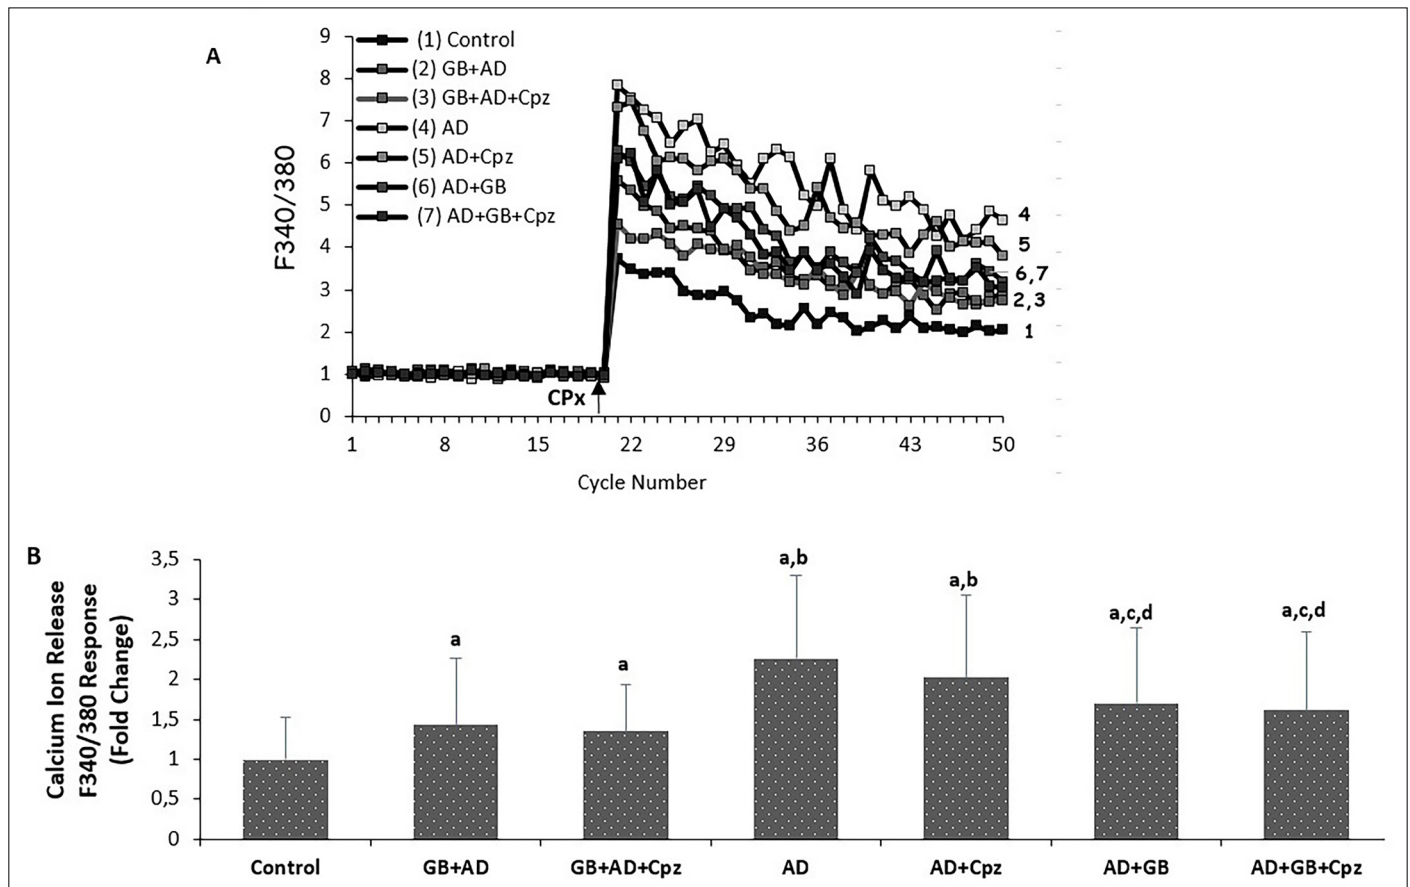 A
9
8
7
6
5
4
3
2
1
0
F340/380
(1) Control
(2) GB+AD
(3) GB+AD+Cpz
(4) AD
(5) AD+Cpz
(6) AD+GB
(7) AD+GB+Cpz
4
5
6,7
2,3
1
CPx
1 8 15 22 29 36 43 50
Cycle Number
B
3,5
3
2,5
2
1,5
1
0,5
0
Calcium Ion Release
F340/380 Response
(Fold Change)
a
a
a,b
a,b
a,c,d
a,c,d
Control GB+AD GB+AD+Cpz AD AD+Cpz AD+GB AD+GB+Cpz